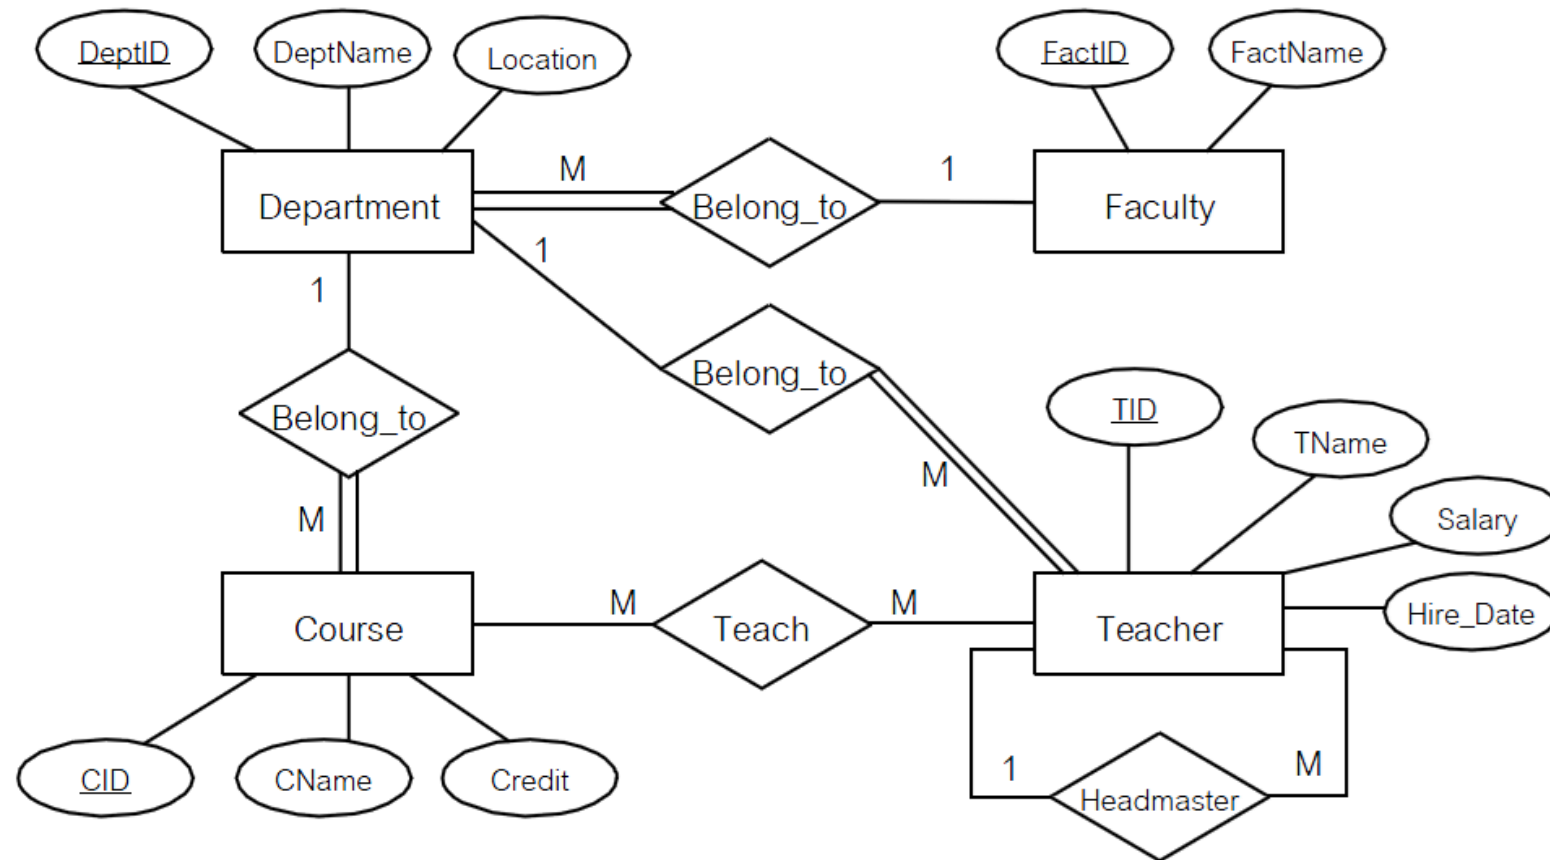 DeptID
DeptName
Location
FactID
FactName
Department
M
Belong_to
1
Faculty
1
1
Belong_to
Belong_to
M
M
TID
TName
Salary
Hire_Date
Course
M
Teach
M
Teacher
CID
CName
Credit
1
Headmaster
M